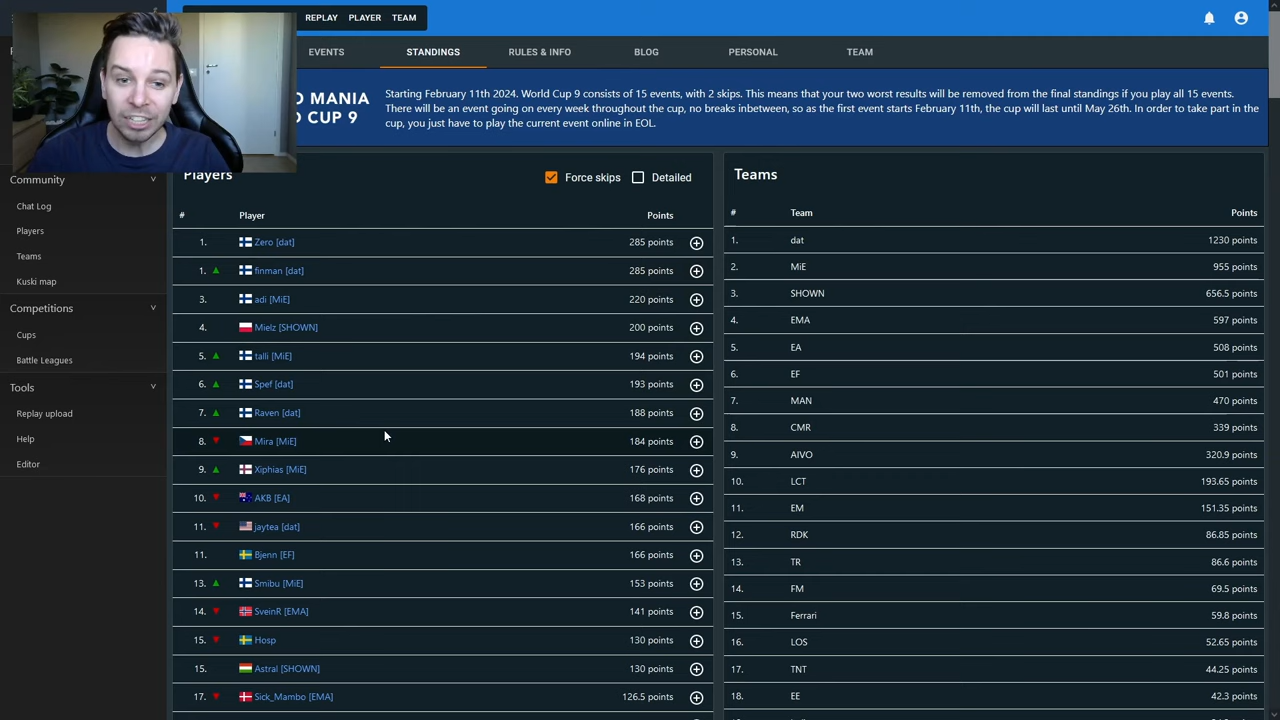 REPLAY PLAYER TEAM
EVENTS STANDINGS RULES & INFO BLOG PERSONAL TEAM
MANIA
CUP 9
Starting February 11th 2024. World Cup 9 consists of 15 events, with 2 skips. This means that your two worst results will be removed from the final standings if you play all 15 events.
There will be an event going on every week throughout the cup, no breaks inbetween, so as the first event starts February 11th, the cup will last until May 26th. In order to take part in the
cup, you just have to play the current event online in EOL.
Community
Chat Log
Players
Teams
Kuski map
Competitions
Cups
Battle Leagues
Tools
Replay upload
Help
Editor
Players Force skips Detailed
# Player Points
1. Zero [dat] 285 points
1. finman [dat] 285 points
3. adi [MiE] 220 points
4. Mielz [SHOWN] 200 points
5. talli [MiE] 194 points
6. Spef [dat] 193 points
7. Raven [dat] 188 points
8. Mira [MiE] 184 points
9. Xiphias [MiE] 176 points
10. AKB [EA] 168 points
11. jaytea [dat] 166 points
11. Bjenn [EF] 166 points
13. Smibu [MiE] 153 points
14. SveinR [EMA] 141 points
15. Hosp 130 points
15. Astral [SHOWN] 130 points
17. Sick_Mambo [EMA] 126.5 points
Teams
# Team Points
1. dat 1230 points
2. MiE 955 points
3. SHOWN 656.5 points
4. EMA 597 points
5. EA 508 points
6. EF 501 points
7. MAN 470 points
8. CMR 339 points
9. AIVO 320.9 points
10. LCT 193.65 points
11. EM 151.35 points
12. RDK 86.85 points
13. TR 86.6 points
14. FM 69.5 points
15. Ferrari 59.8 points
16. LOS 52.65 points
17. TNT 44.25 points
18. EE 42.3 points